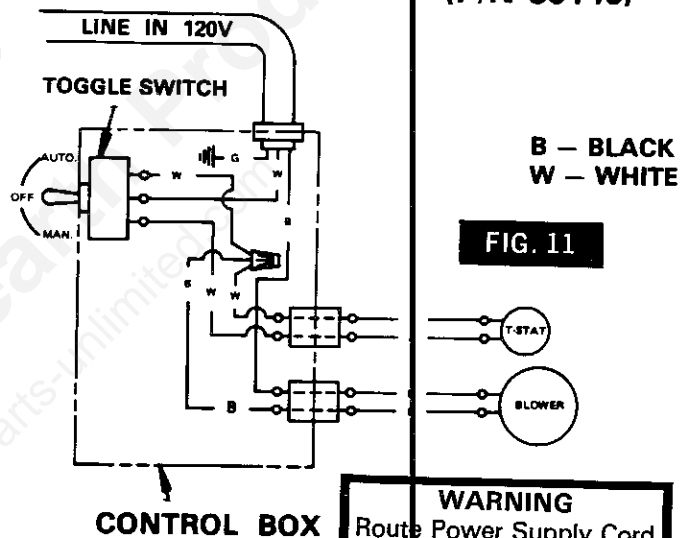 LINE IN 120V
TOGGLE SWITCH
B — BLACK
W — WHITE
AUTO.
OFF
MAN.
G
W
W
B
FIG. 11
W
W
T-STAT
B
BLOWER
CONTROL BOX
WARNING
Route Power Supply Cord